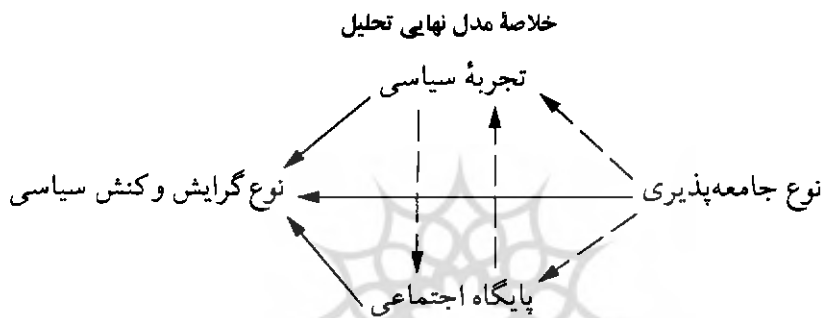 خلاصهٔ مدل نهایی تحلیل
تجربهٔ سیاسی
نوع جامعه‌پذیری
نوع گرایش و کنش سیاسی
پایگاه اجتماعی